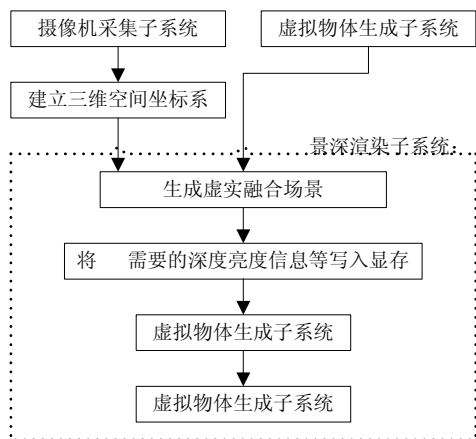 摄像机采集子系统
虚拟物体生成子系统
建立三维空间坐标系
景深渲染子系统:
生成虚实融合场景
将 需要的深度亮度信息等写入显存
虚拟物体生成子系统
虚拟物体生成子系统